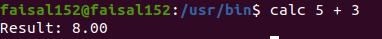 faisal152@faisal152:/usr/bin$ calc 5 + 3
Result: 8.00